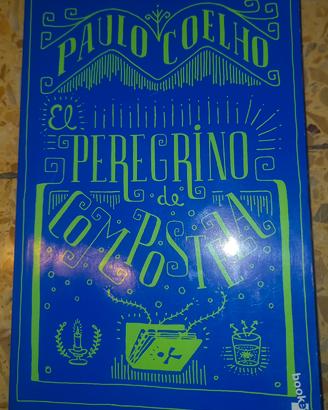 PAULO COELHO
El
PEREGRINO
de
COMPOSTELA
booket